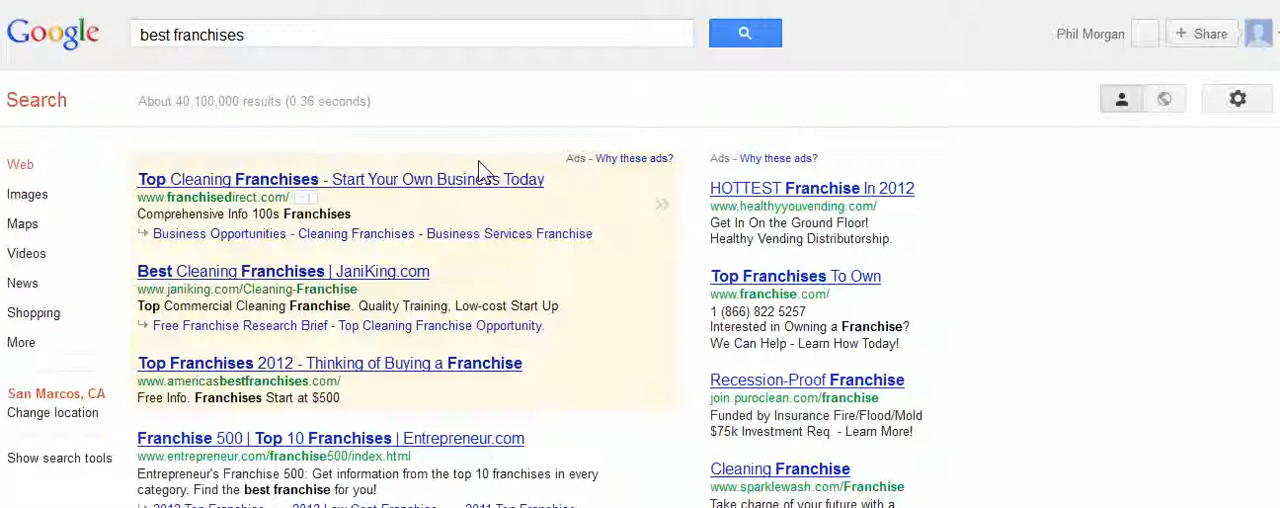 Google
best franchises
Phil Morgan
+ Share
Search
About 40,100,000 results (0.36 seconds)
Web
Images
Maps
Videos
News
Shopping
More
San Marcos, CA
Change location
Show search tools
Ads - Why these ads?
Top Cleaning Franchises - Start Your Own Business Today
www.franchisedirect.com/
Comprehensive Info 100s Franchises
Business Opportunities - Cleaning Franchises - Business Services Franchise
Best Cleaning Franchises | JaniKing.com
www.janiking.com/Cleaning-Franchise
Top Commercial Cleaning Franchise. Quality Training, Low-cost Start Up
Free Franchise Research Brief - Top Cleaning Franchise Opportunity.
Top Franchises 2012 - Thinking of Buying a Franchise
www.americasbestfranchises.com/
Free Info. Franchises Start at $500
Franchise 500 | Top 10 Franchises | Entrepreneur.com
www.entrepreneur.com/franchise500/index.html
Entrepreneur's Franchise 500: Get information from the top 10 franchises in every
category. Find the best franchise for you!
2012 Top Franchise 2012 Low Cost Franchise 2011 Top Franchise
Ads - Why these ads?
HOTTEST Franchise In 2012
www.healthyyouvending.com/
Get In On the Ground Floor!
Healthy Vending Distributorship.
Top Franchises To Own
www.franchise.com/
1 (866) 822 5257
Interested in Owning a Franchise?
We Can Help - Learn How Today!
Recession-Proof Franchise
join.puroclean.com/franchise
Funded by Insurance Fire/Flood/Mold
$75k Investment Req. - Learn More!
Cleaning Franchise
www.sparklewash.com/Franchise
Take charge of your future with a